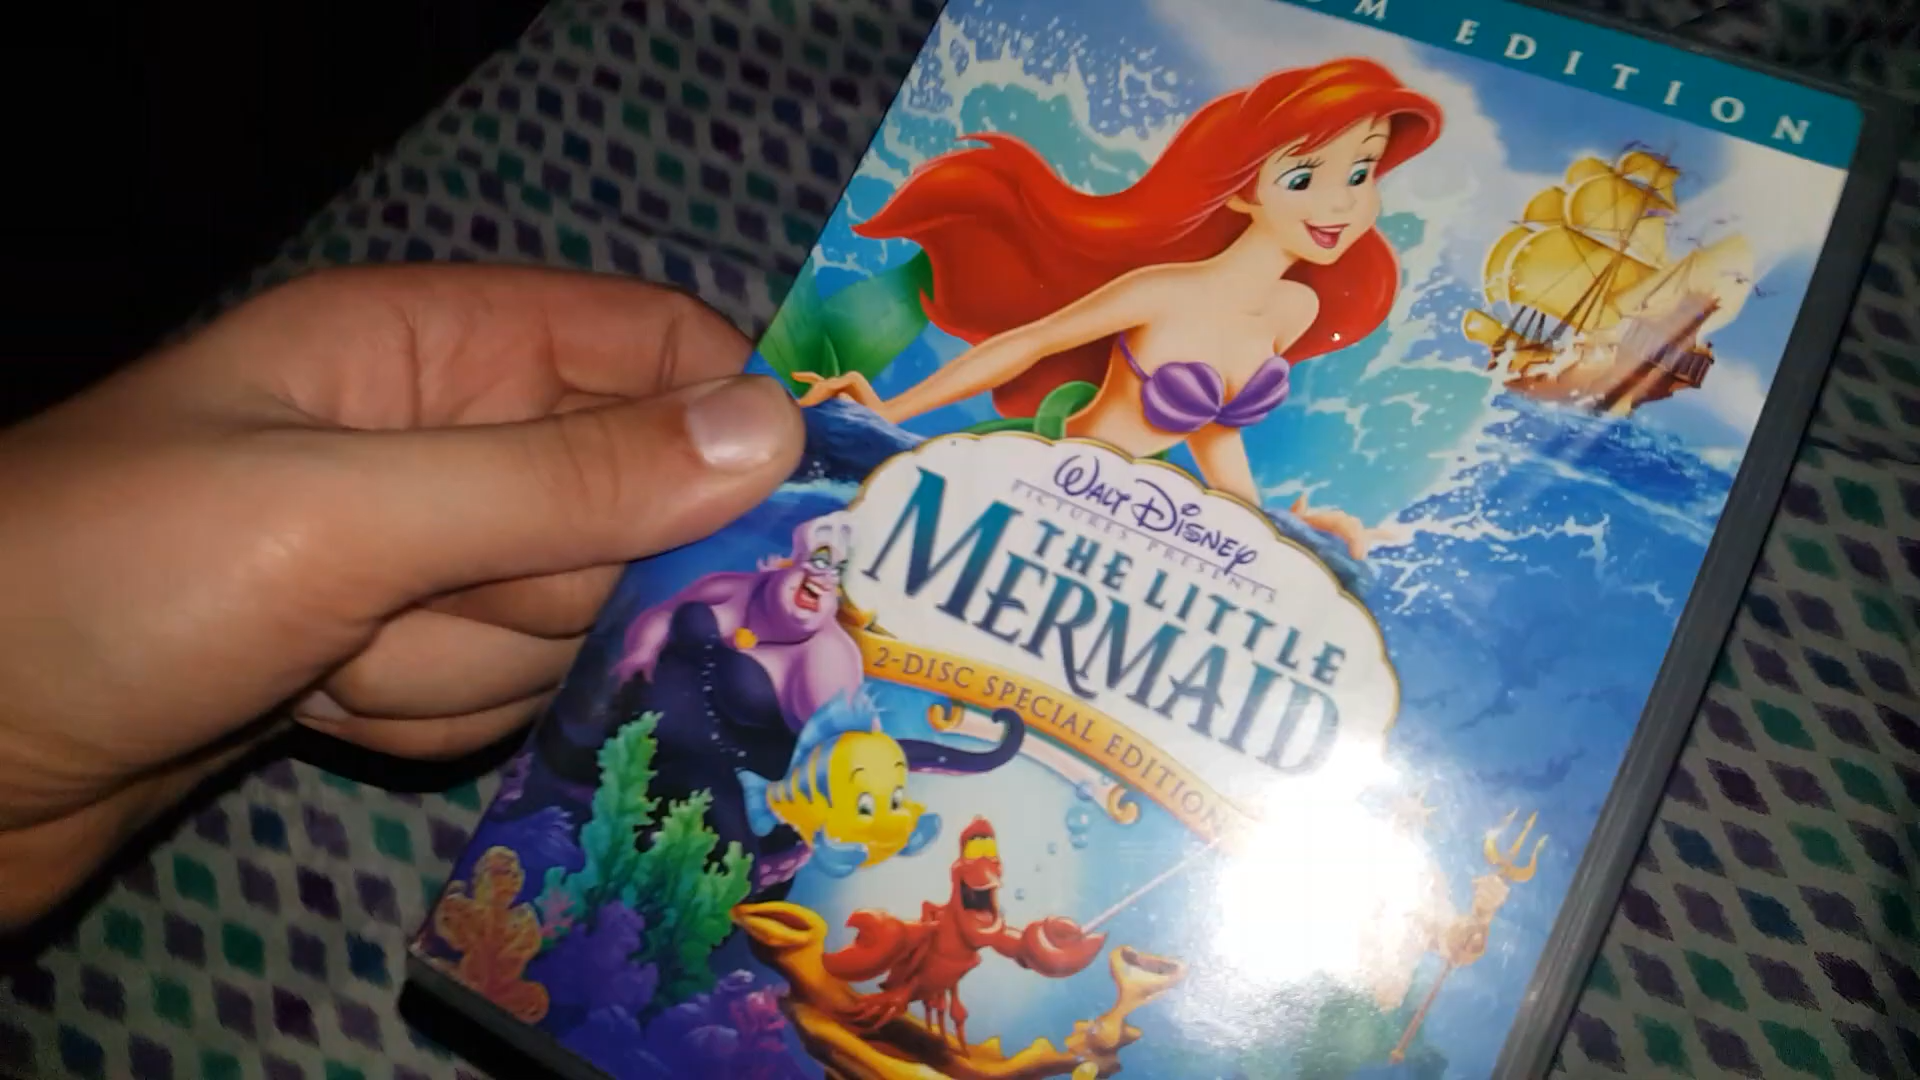 M EDITION
WALT DISNEY
PICTURES PRESENTS
THE LITTLE
MERMAID
2-DISC SPECIAL EDITION